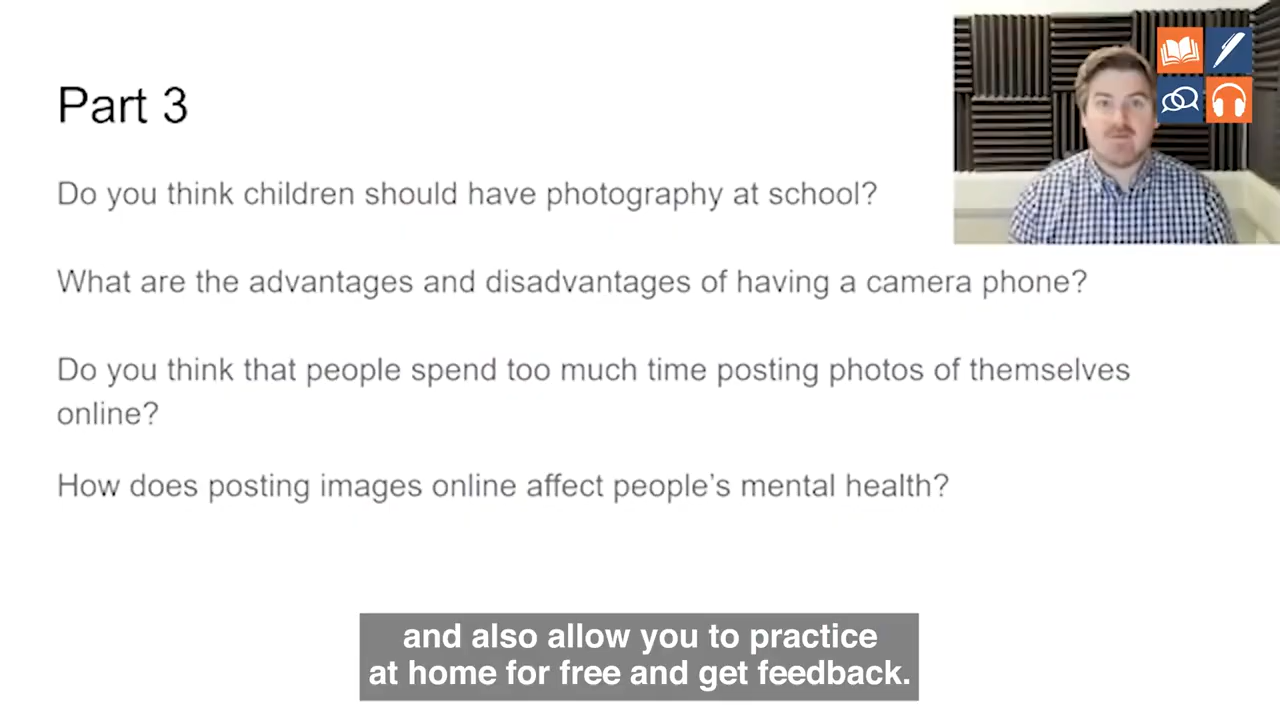 Part 3
Do you think children should have photography at school?
What are the advantages and disadvantages of having a camera phone?
Do you think that people spend too much time posting photos of themselves
online?
How does posting images online affect people's mental health?
and also allow you to practice
at home for free and get feedback.